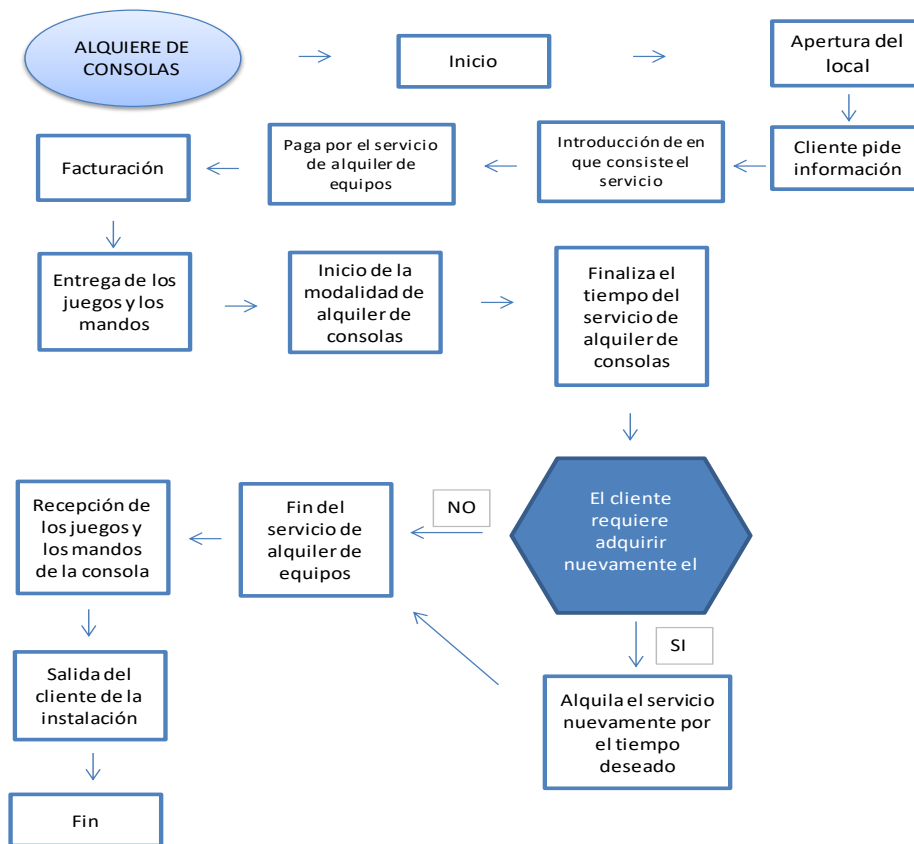 ALQUIERE DE
CONSOLAS
Inicio
Apertura del
local
Cliente pide
información
Introducción de en
que consiste el
servicio
Paga por el servicio
de alquiler de
equipos
Facturación
Entrega de los
juegos y los
mandos
Inicio de la
modalidad de
alquiler de
consolas
Finaliza el
tiempo del
servicio de
alquiler de
consolas
El cliente
requiere
adquirir
nuevamente el
NO
Fin del
servicio de
alquiler de
equipos
Recepción de
los juegos y
los mandos
de la consola
SI
Alquila el servicio
nuevamente por
el tiempo
deseado
Salida del
cliente de la
instalación
Fin